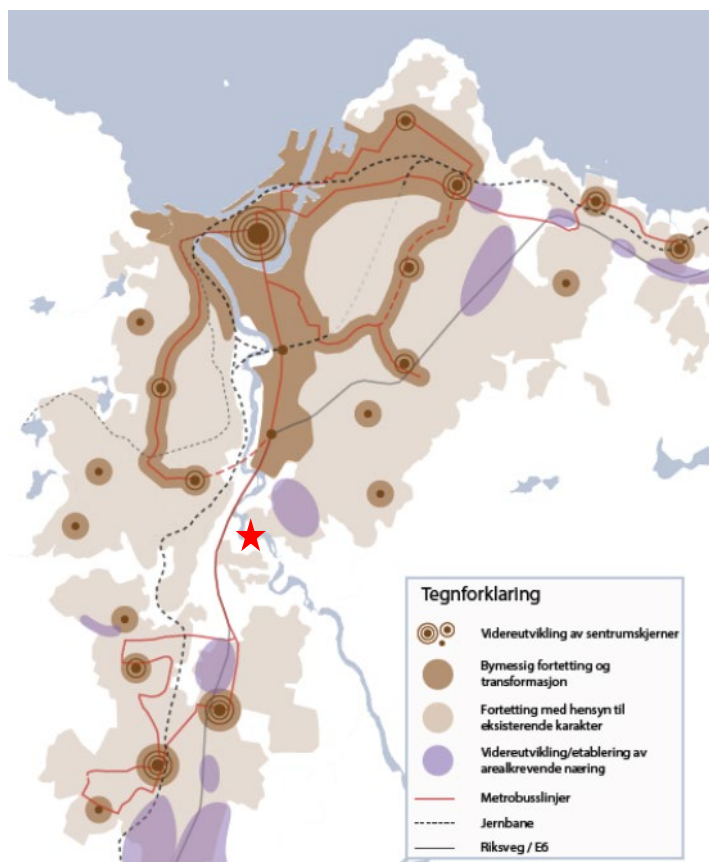 Tegnforklaring
Videreutvikling av sentrumskjerner
Bymessig fortetting og
transformasjon
Fortetting med hensyn til
eksisterende karakter
Videreutvikling/etablering av
arealkrevende næring
Metrobusslinjer
Jernbane
Riksveg / E6